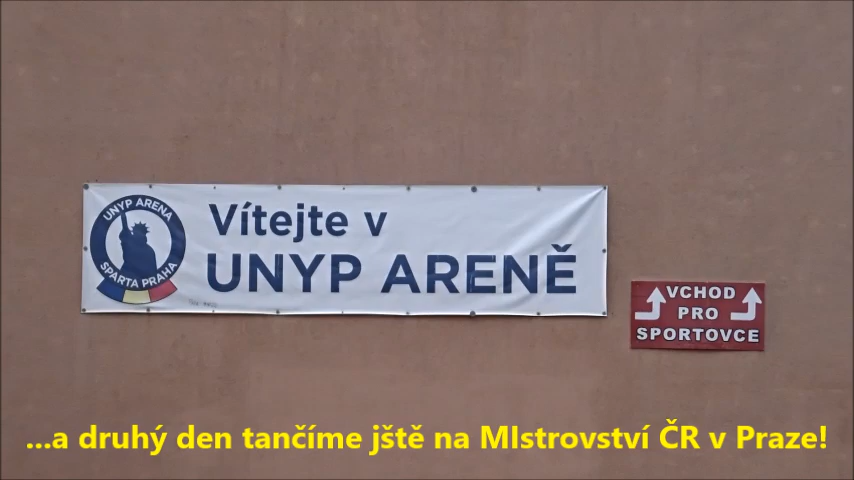 UNYP ARENA
SPARTA PRAHA
Vítejte v
UNYP ARENĚ
VCHOD
PRO
SPORTOVCE
...a druhý den tančíme jště na MIstrovství ČR v Praze!